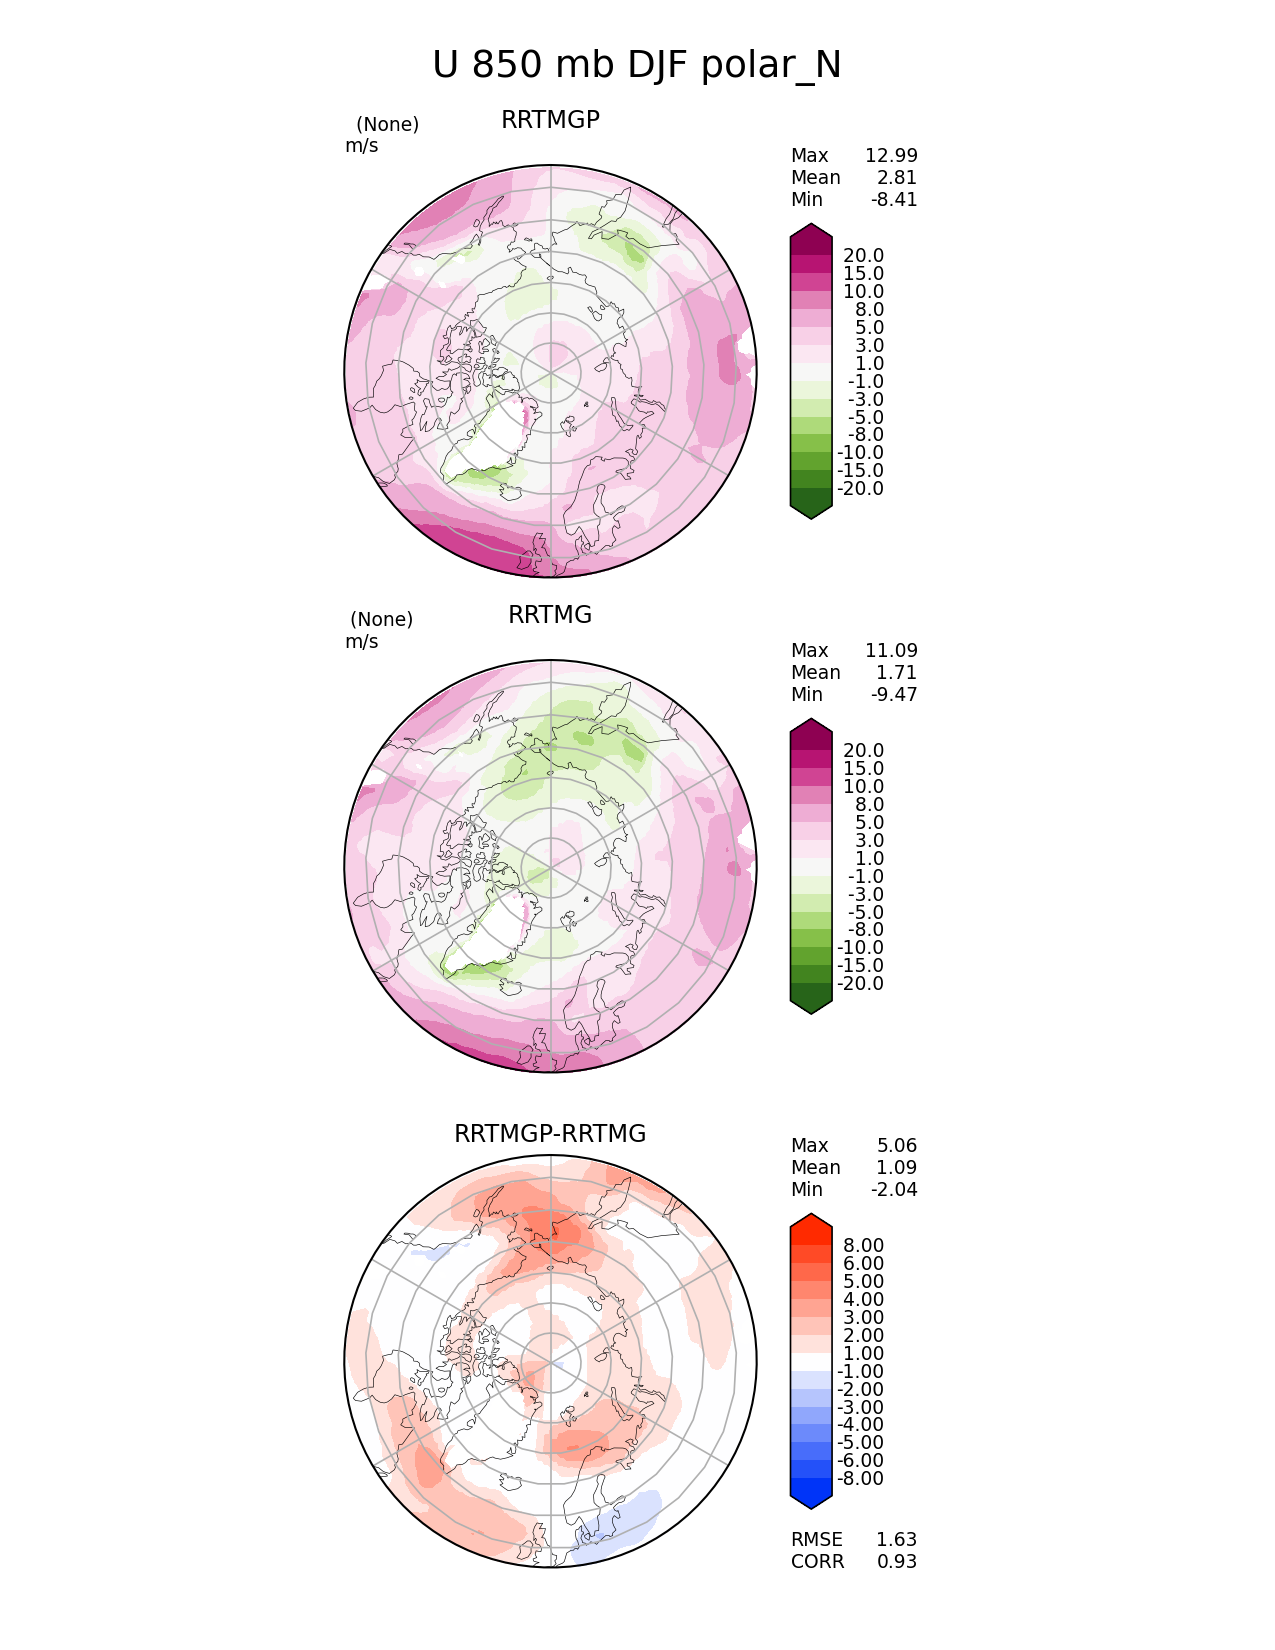 U 850 mb DJF polar_N
(None)
RRTMGP
m/s
Max 12.99
Mean 2.81
Min -8.41
20.0
15.0
10.0
8.0
5.0
3.0
1.0
-1.0
-3.0
-5.0
-8.0
-10.0
-15.0
-20.0
(None)
RRTMG
m/s
Max 11.09
Mean 1.71
Min -9.47
20.0
15.0
10.0
8.0
5.0
3.0
1.0
-1.0
-3.0
-5.0
-8.0
-10.0
-15.0
-20.0
RRTMGP-RRTMG
Max 5.06
Mean 1.09
Min -2.04
8.00
6.00
5.00
4.00
3.00
2.00
1.00
-1.00
-2.00
-3.00
-4.00
-5.00
-6.00
-8.00
RMSE 1.63
CORR 0.93